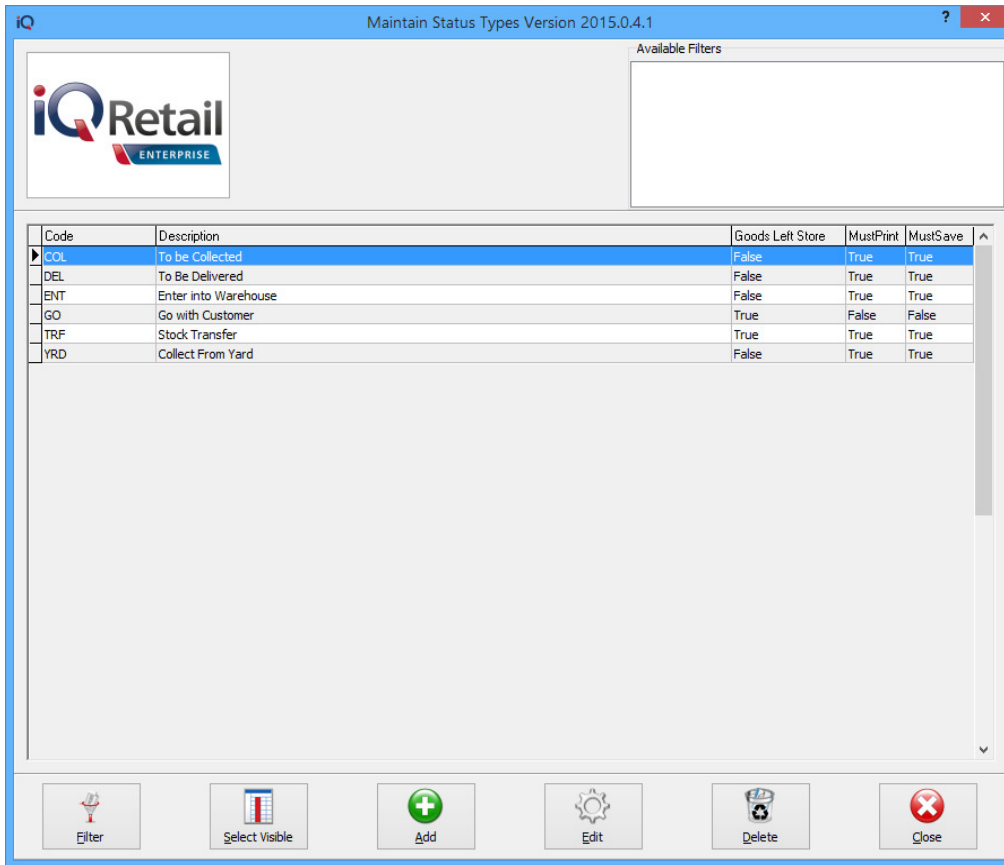 iQ Maintain Status Types Version 2015.0.4.1 ? ×
Available Filters
iQ Retail
ENTERPRISE
Code Description Goods Left Store MustPrint MustSave
COL To be Collected False True True
DEL To Be Delivered False True True
ENT Enter into Warehouse False True True
GO Go with Customer True False False
TRF Stock Transfer True True True
YRD Collect From Yard False True True
Filter Select Visible Add Edit Delete Close